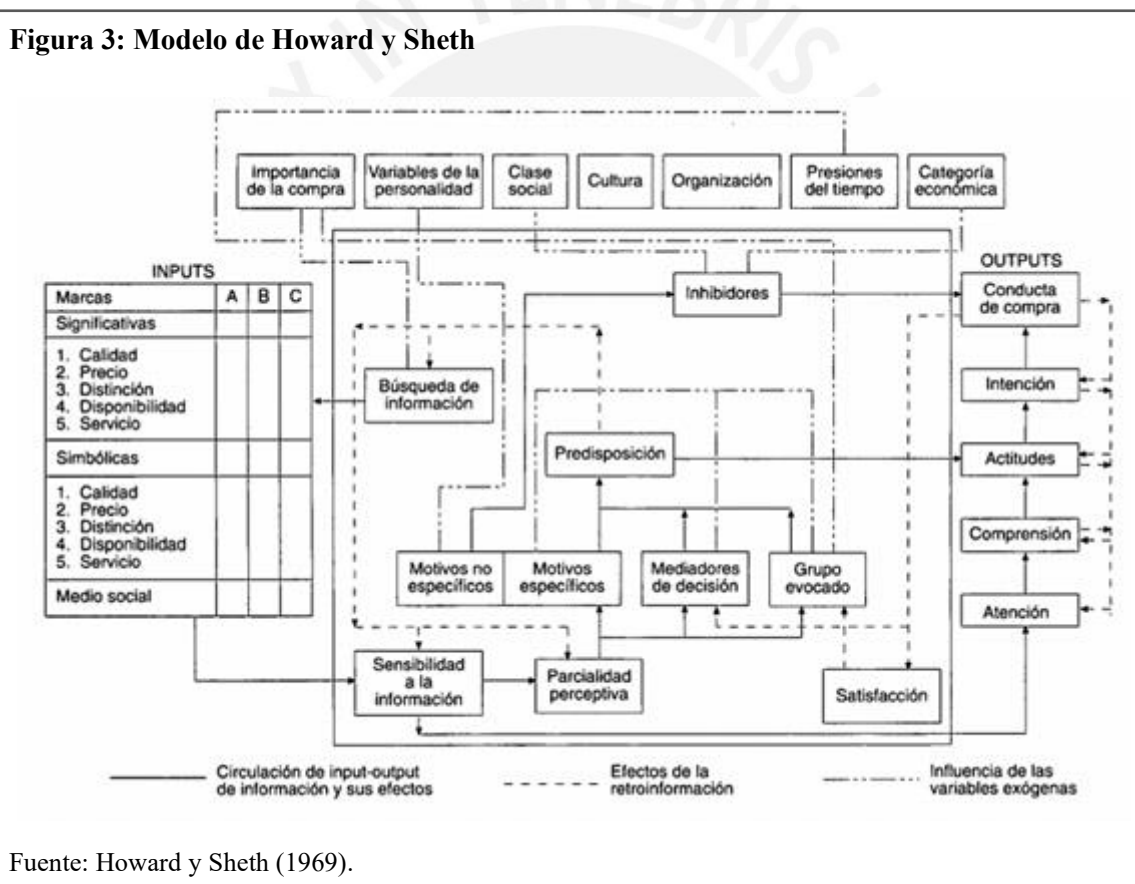 X IN TENEBRIS
Figura 3: Modelo de Howard y Sheth
Importancia
de la compra
Variables de la
personalidad
Clase
social
Cultura
Organización
Presiones
del tiempo
Categoría
económica
INPUTS
Marcas A B C
Significativas
1. Calidad
2. Precio
3. Distinción
4. Disponibilidad
5. Servicio
Simbólicas
1. Calidad
2. Precio
3. Distinción
4. Disponibilidad
5. Servicio
Medio social
Inhibidores
Búsqueda de
información
Predisposición
Motivos no
específicos
Motivos
específicos
Mediadores
de decisión
Grupo
evocado
Sensibilidad
a la
información
Parcialidad
perceptiva
Satisfacción
OUTPUTS
Conducta
de compra
Intención
Actitudes
Comprensión
Atención
Circulación de input-output
de información y sus efectos
Efectos de la
retroinformación
Influencia de las
variables exógenas
Fuente: Howard y Sheth (1969).